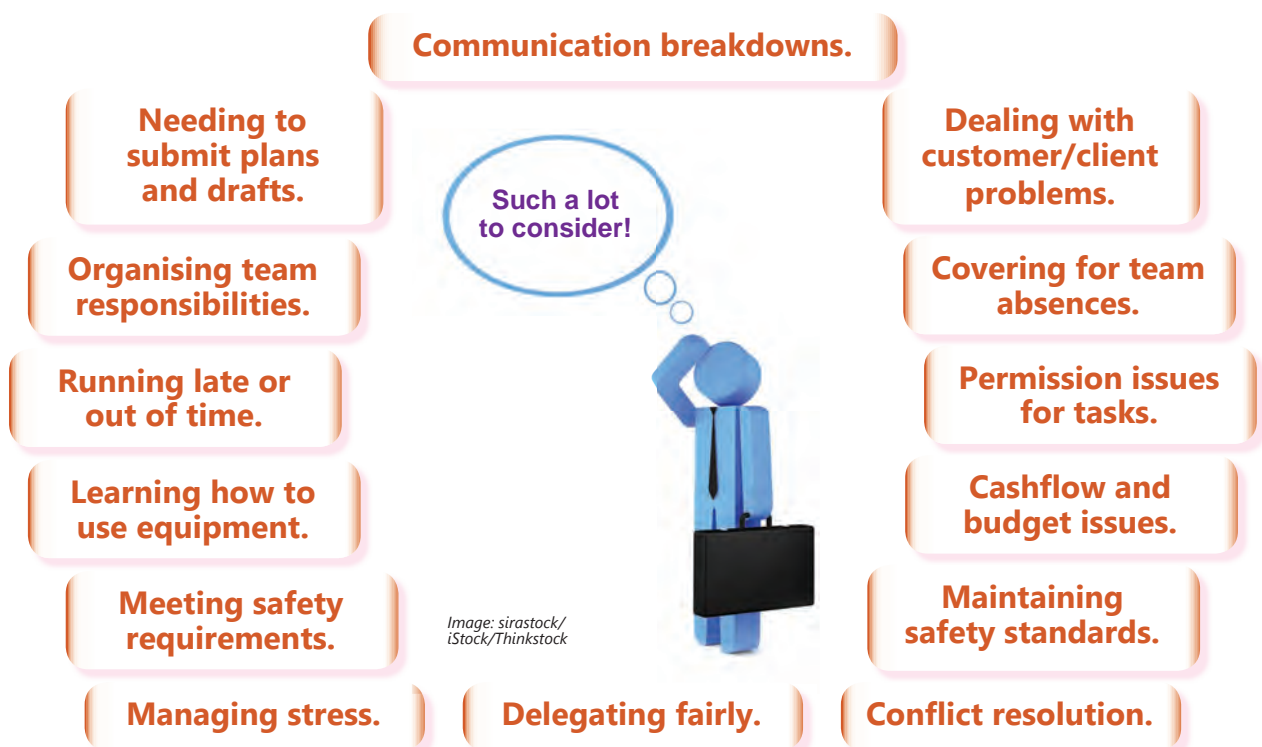 Communication breakdowns.
Needing to
submit plans
and drafts.
Organising team
responsibilities.
Running late or
out of time.
Learning how to
use equipment.
Meeting safety
requirements.
Managing stress.
Such a lot
to consider!
Image: sirastock/
iStock/Thinkstock
Delegating fairly.
Dealing with
customer/client
problems.
Covering for team
absences.
Permission issues
for tasks.
Cashflow and
budget issues.
Maintaining
safety standards.
Conflict resolution.